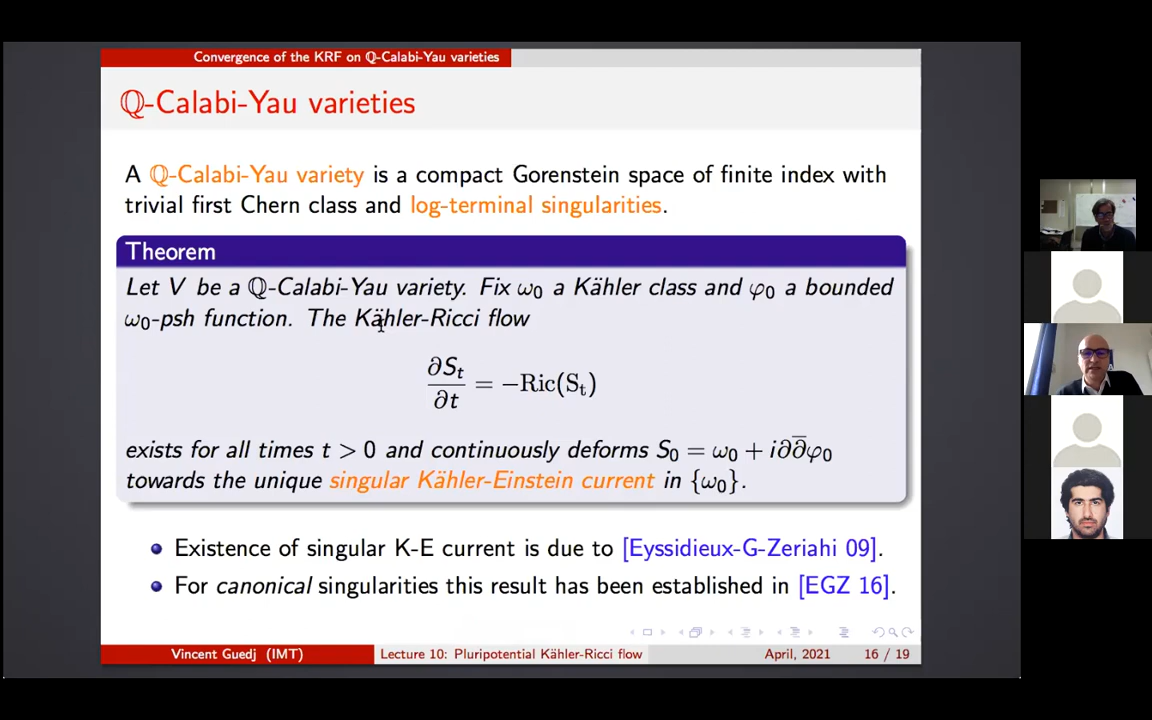 Convergence of the KRF on ℚ-Calabi-Yau varieties
ℚ-Calabi-Yau varieties
A ℚ-Calabi-Yau variety is a compact Gorenstein space of finite index with
trivial first Chern class and log-terminal singularities.
Theorem
Let V be a ℚ-Calabi-Yau variety. Fix ω₀ a Kähler class and φ₀ a bounded
ω₀-psh function. The Kähler-Ricci flow
∂Sₜ/∂t = −Ric(Sₜ)
exists for all times t > 0 and continuously deforms S₀ = ω₀ + i∂∂̄φ₀
towards the unique singular Kähler-Einstein current in {ω₀}.
Existence of singular K-E current is due to [Eyssidieux-G-Zeriahi 09].
For canonical singularities this result has been established in [EGZ 16].
Vincent Guedj (IMT) Lecture 10: Pluripotential Kähler-Ricci flow April, 2021 16 / 19